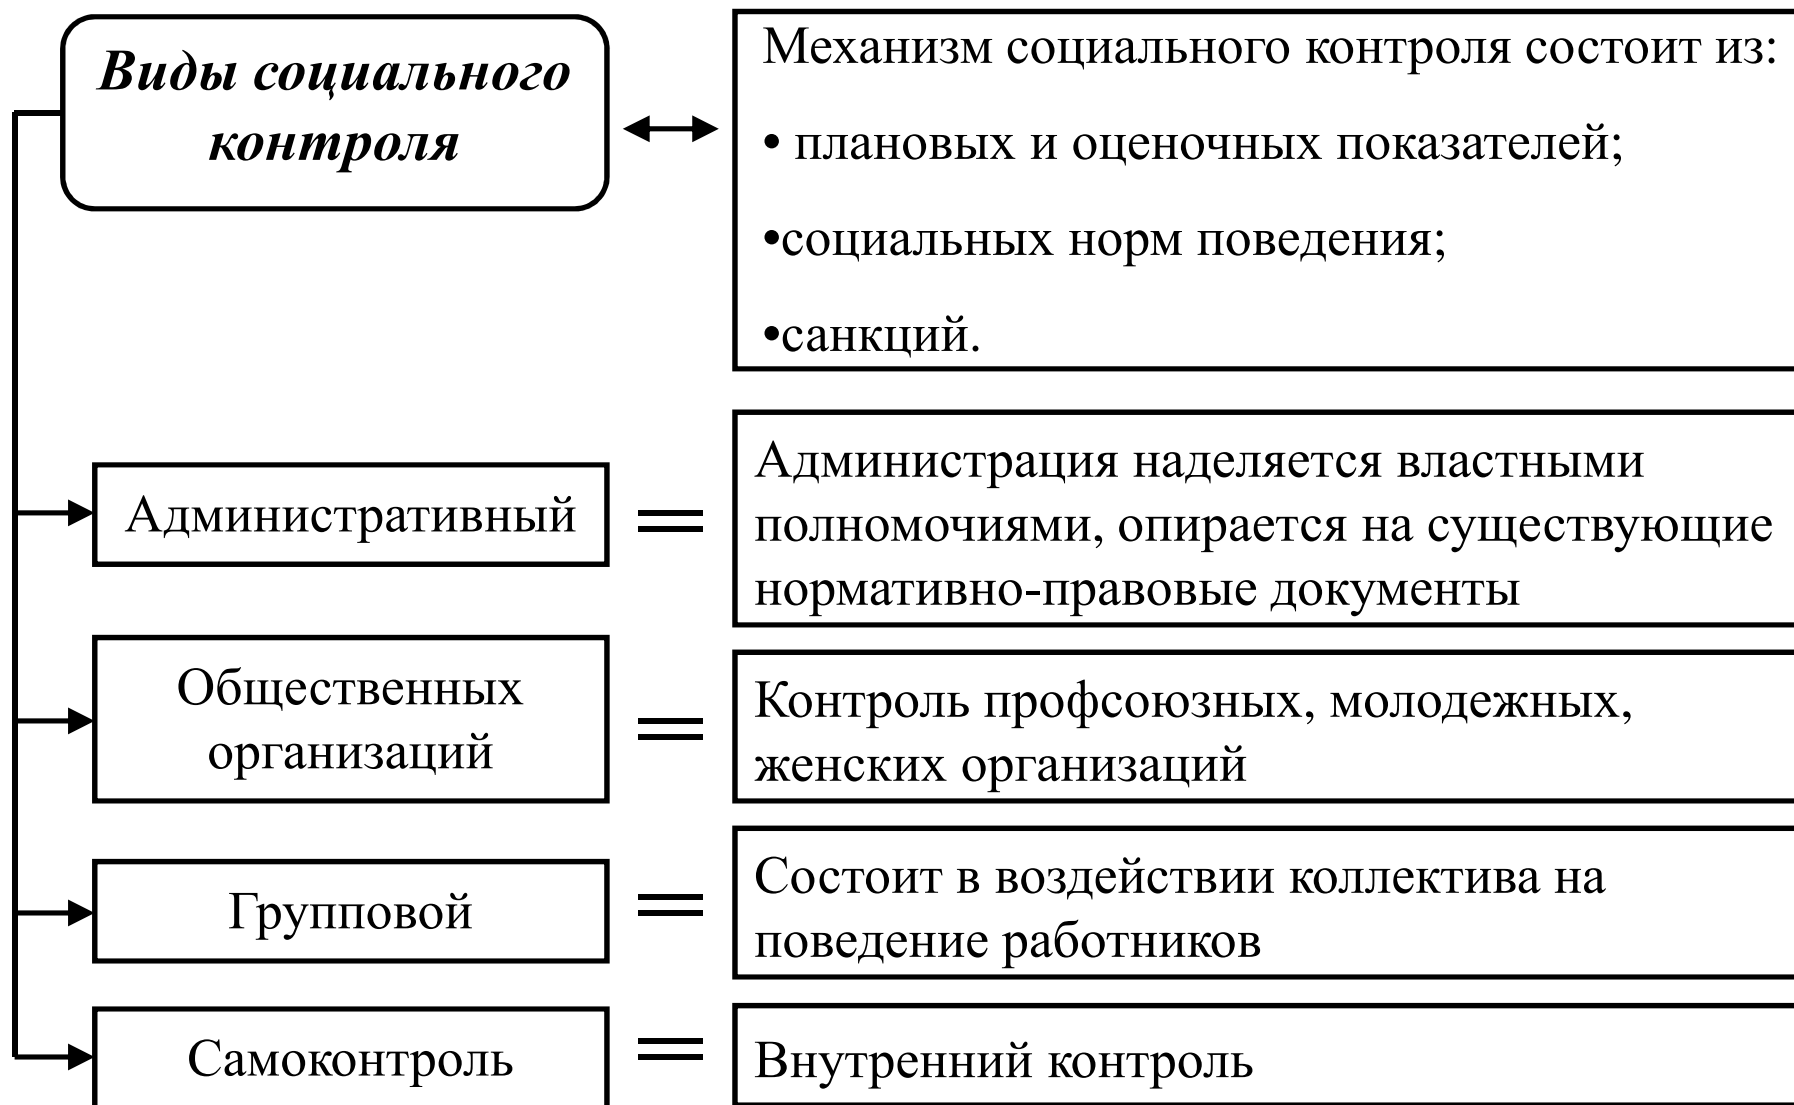 Виды социального
контроля
Механизм социального контроля состоит из:
• плановых и оценочных показателей;
•социальных норм поведения;
•санкций.
Административный
Администрация наделяется властными
полномочиями, опирается на существующие
нормативно-правовые документы
Общественных
организаций
Контроль профсоюзных, молодежных,
женских организаций
Групповой
Состоит в воздействии коллектива на
поведение работников
Самоконтроль
Внутренний контроль